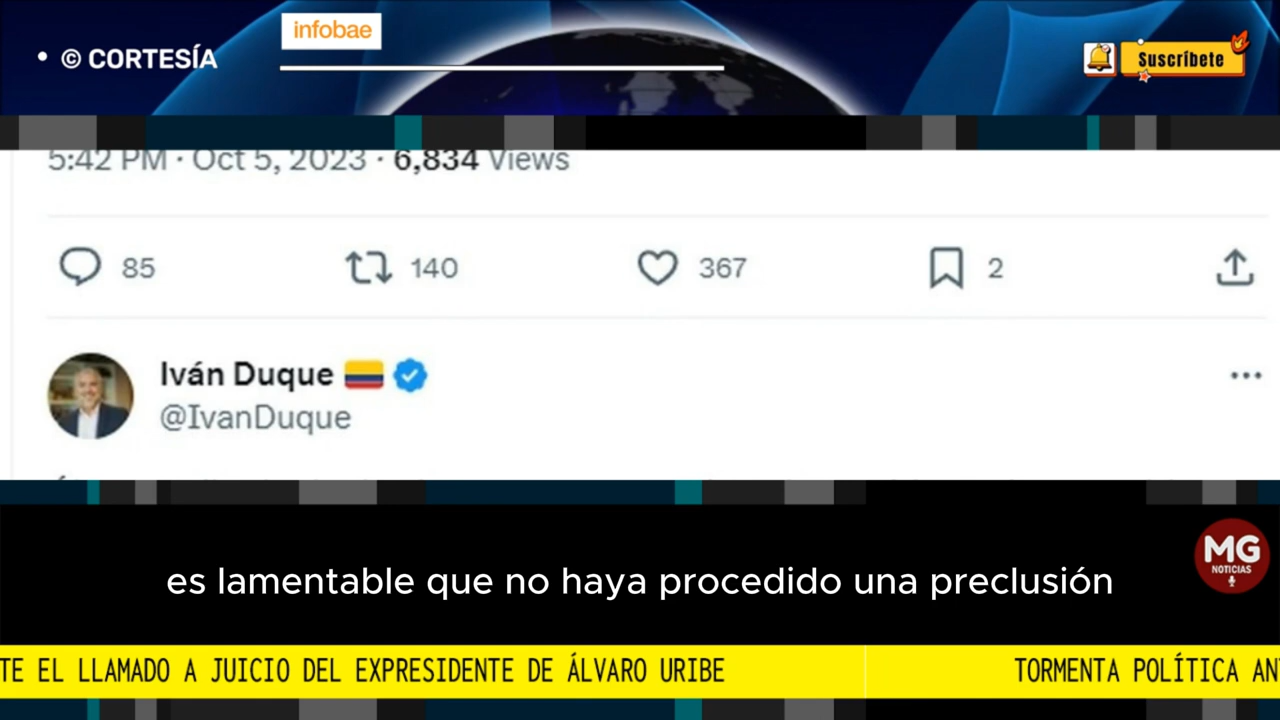 infobae
• © CORTESÍA
Suscríbete
5:42 PM · Oct 5, 2023 · 6,834 Views
85 140 367 2
Iván Duque
@IvanDuque
MG
NOTICIAS
es lamentable que no haya procedido una preclusión
TE EL LLAMADO A JUICIO DEL EXPRESIDENTE DE ÁLVARO URIBE TORMENTA POLÍTICA AN